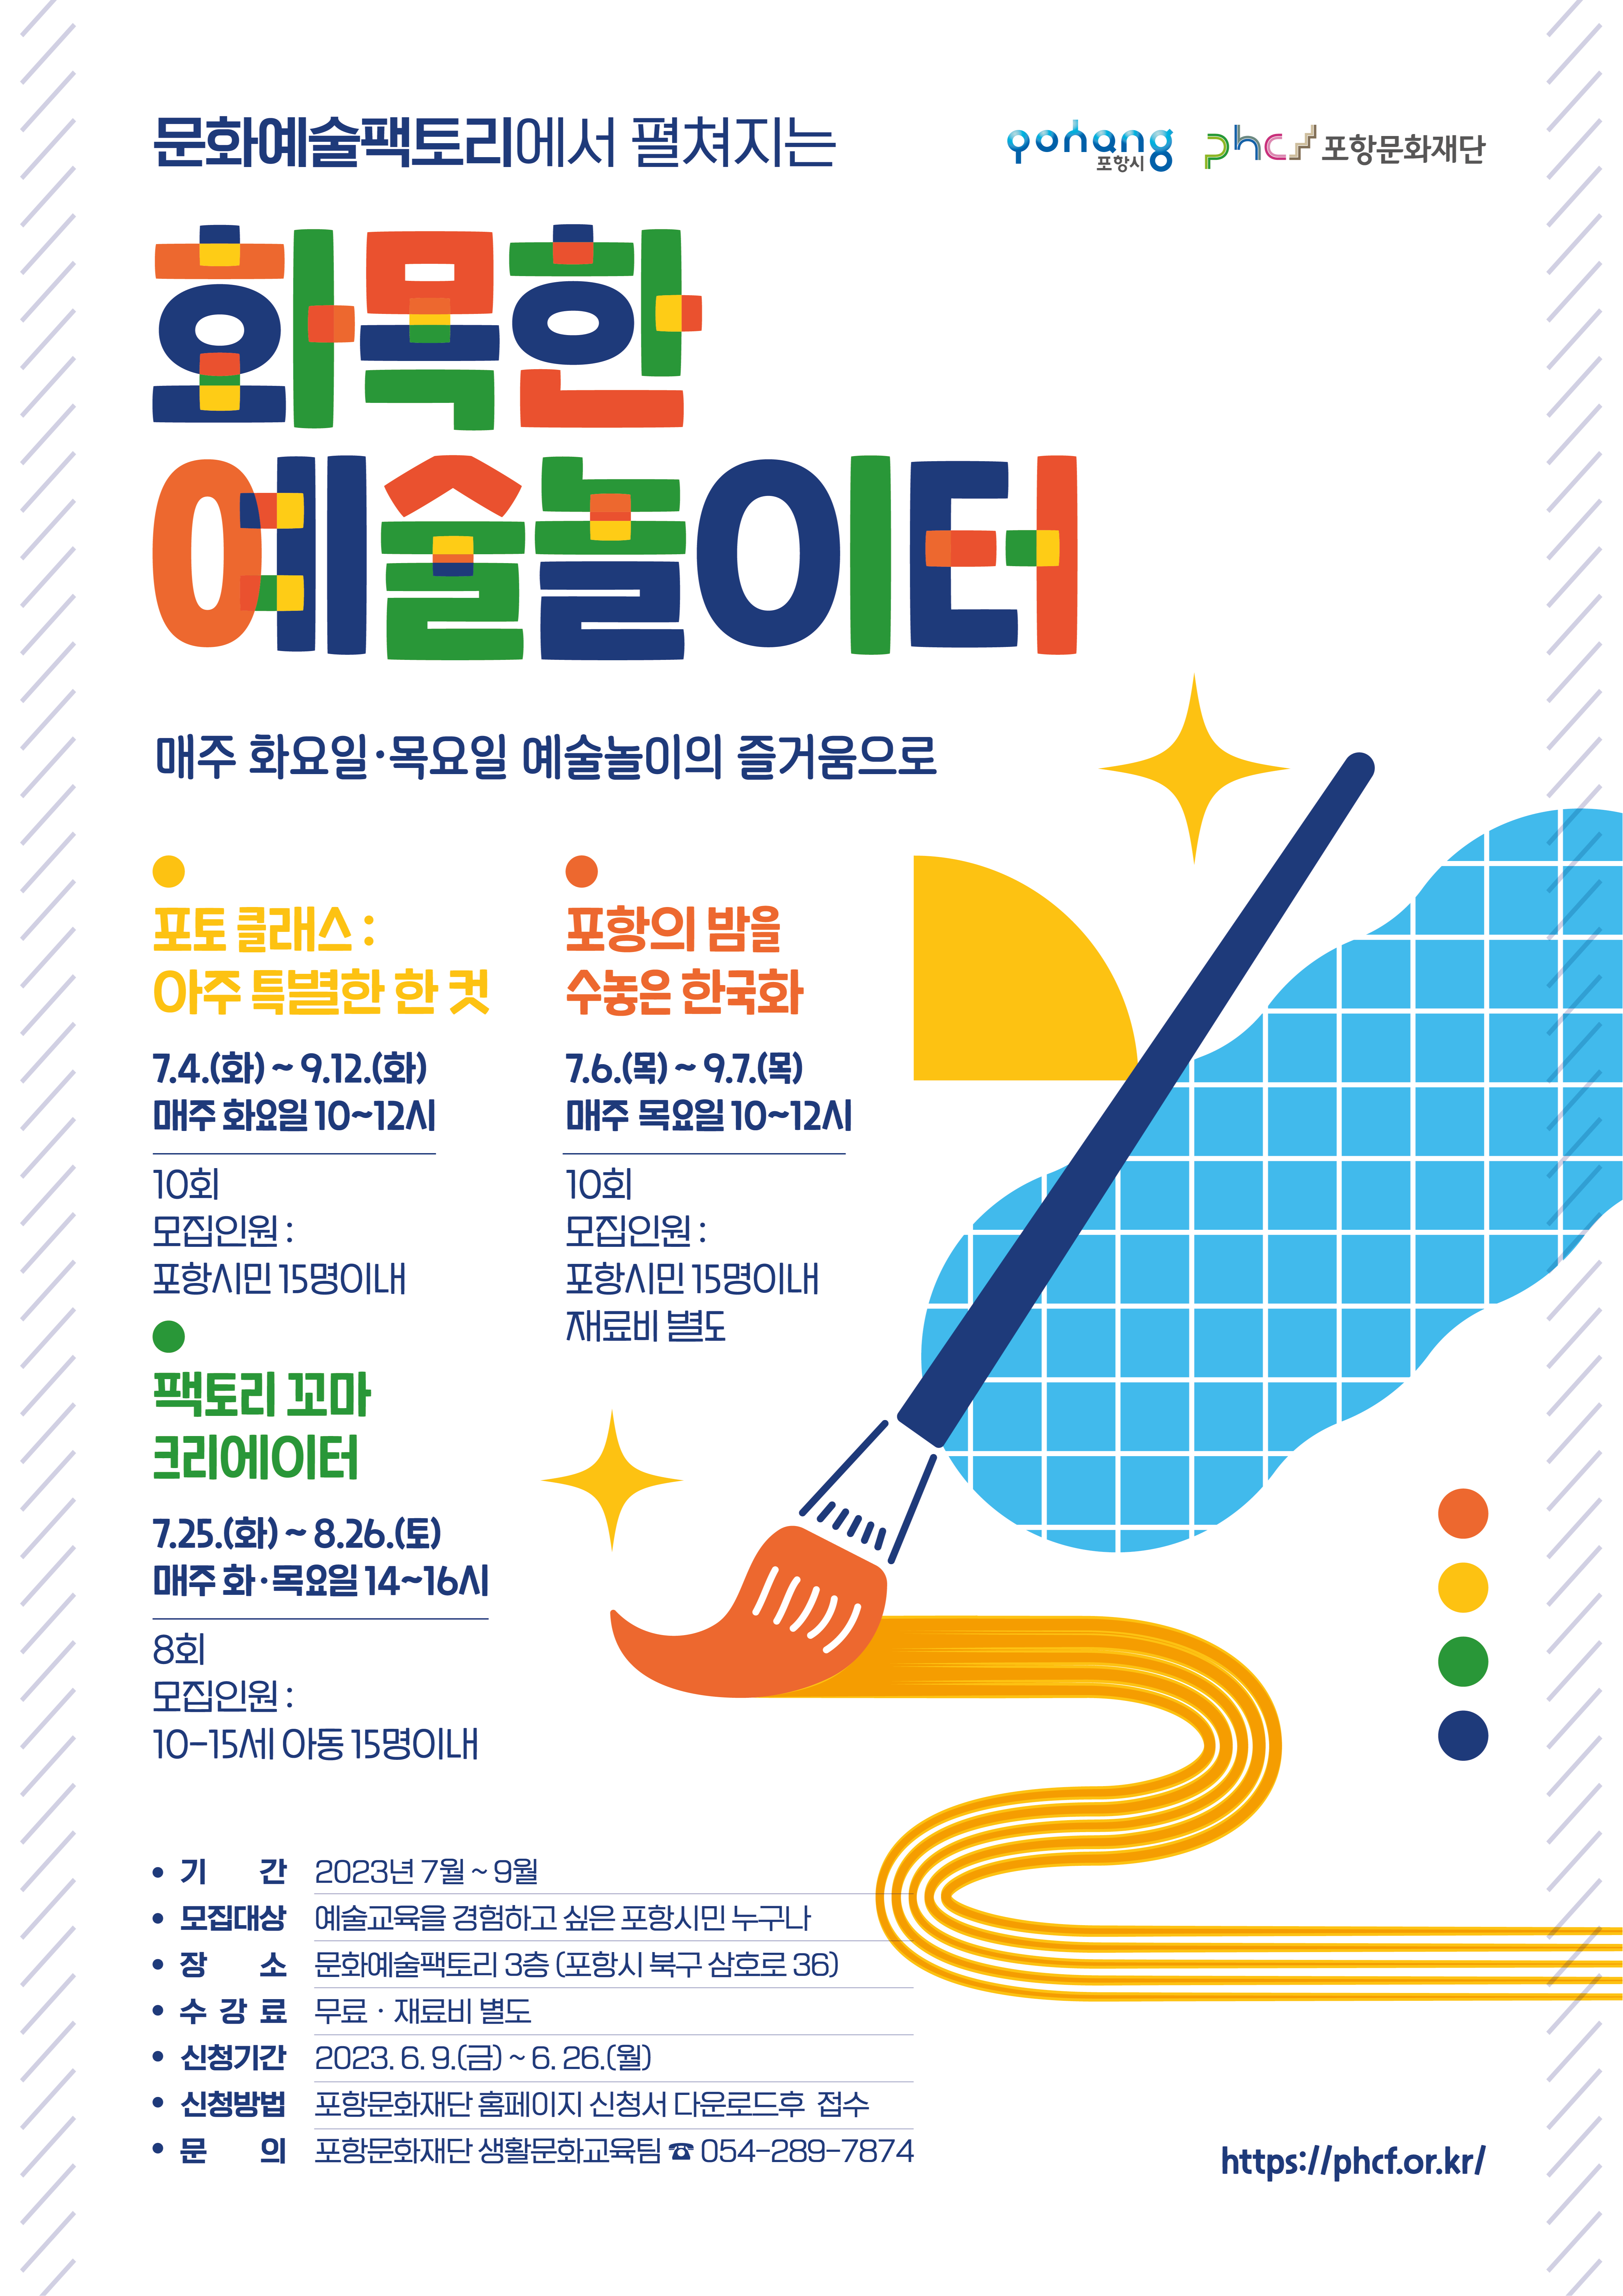 문화예술팩토리에서 펼쳐지는
pohang
포항시
phcf 포항문화재단
화목한
예술놀이터
매주 화요일·목요일 예술놀이의 즐거움으로
포토 클래스 :
아주 특별한 한 컷
7.4.(화) ~ 9.12.(화)
매주 화요일 10~12시
10회
모집인원 :
포항시민 15명이내
포항의 밤을
수놓은 한국화
7.6.(목) ~ 9.7.(목)
매주 목요일 10~12시
10회
모집인원 :
포항시민 15명이내
재료비 별도
팩토리 꼬마
크리에이터
7.25.(화) ~ 8.26.(토)
매주 화·목요일 14~16시
8회
모집인원 :
10-15세 아동 15명이내
• 기 간 2023년 7월 ~ 9월
• 모집대상 예술교육을 경험하고 싶은 포항시민 누구나
• 장 소 문화예술팩토리 3층 (포항시 북구 삼호로 36)
• 수 강 료 무료 · 재료비 별도
• 신청기간 2023. 6. 9.(금) ~ 6. 26.(월)
• 신청방법 포항문화재단 홈페이지 신청서 다운로드후 접수
• 문 의 포항문화재단 생활문화교육팀 ☎ 054-289-7874
https://phcf.or.kr/